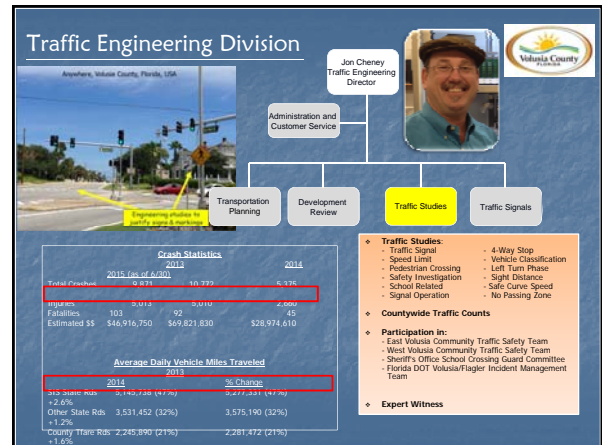 Traffic Engineering Division
Anywhere, Volusia County, Florida, USA
Engineering studies to
justify signs & markings
Jon Cheney
Traffic Engineering
Director
Volusia County
FLORIDA
Administration and
Customer Service
Transportation
Planning
Development
Review
Traffic Studies
Traffic Signals
Crash Statistics
2013 2014
2015 (as of 6/30)
Total Crashes 9,871 10,772 5,375
Injuries 5,013 5,010 2,660
Fatalities 103 92 45
Estimated $$ $46,916,750 $69,821,830 $28,974,610
Average Daily Vehicle Miles Traveled
2013
2014 % Change
SIS State Rds 5,145,738 (47%) 5,277,331 (47%)
+2.6%
Other State Rds 3,531,452 (32%) 3,575,190 (32%)
+1.2%
County Tfare Rds 2,245,890 (21%) 2,281,472 (21%)
+1.6%
❖ Traffic Studies:
- Traffic Signal - 4-Way Stop
- Speed Limit - Vehicle Classification
- Pedestrian Crossing - Left Turn Phase
- Safety Investigation - Sight Distance
- School Related - Safe Curve Speed
- Signal Operation - No Passing Zone
❖ Countywide Traffic Counts
❖ Participation in:
- East Volusia Community Traffic Safety Team
- West Volusia Community Traffic Safety Team
- Sheriff's Office School Crossing Guard Committee
- Florida DOT Volusia/Flagler Incident Management
Team
❖ Expert Witness